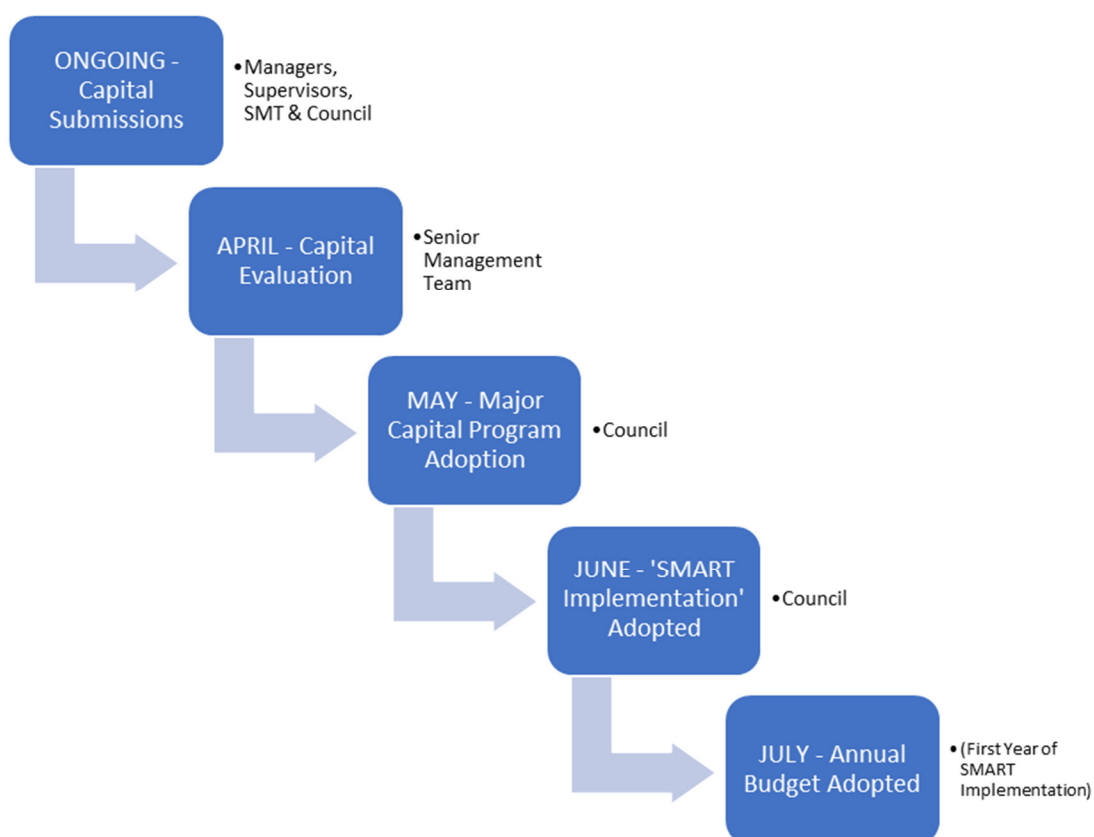 ONGOING -
Capital
Submissions
•Managers,
Supervisors,
SMT & Council
APRIL - Capital
Evaluation
•Senior
Management
Team
MAY - Major
Capital Program
Adoption
•Council
JUNE - 'SMART
Implementation'
Adopted
•Council
JULY - Annual
Budget Adopted
•(First Year of
SMART
Implementation)